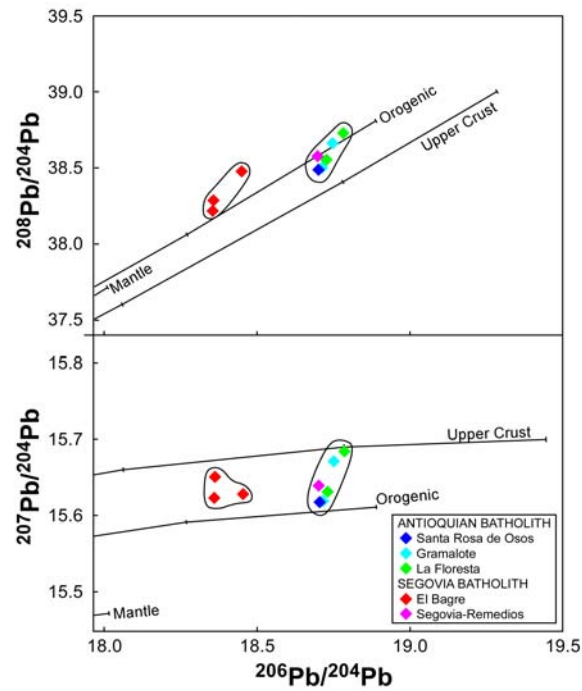 39.5
39.0
38.5
38.0
37.5
208Pb/204Pb
Orogenic
Upper Crust
Mantle
15.8
15.7
15.6
15.5
207Pb/204Pb
Upper Crust
Orogenic
Mantle
ANTIOQUIAN BATHOLITH
Santa Rosa de Osos
Gramalote
La Floresta
SEGOVIA BATHOLITH
El Bagre
Segovia-Remedios
18.0 18.5 19.0 19.5
206Pb/204Pb